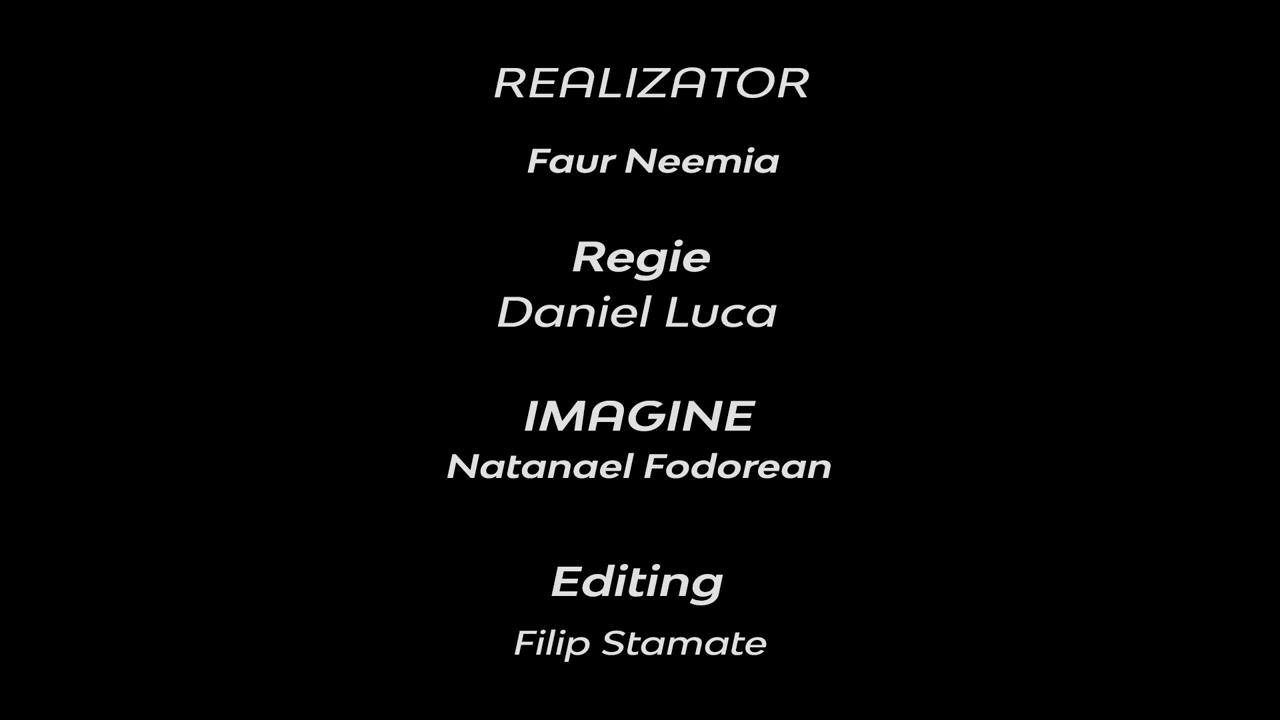 REALIZATOR
Faur Neemia
Regie
Daniel Luca
IMAGINE
Natanael Fodorean
Editing
Filip Stamate